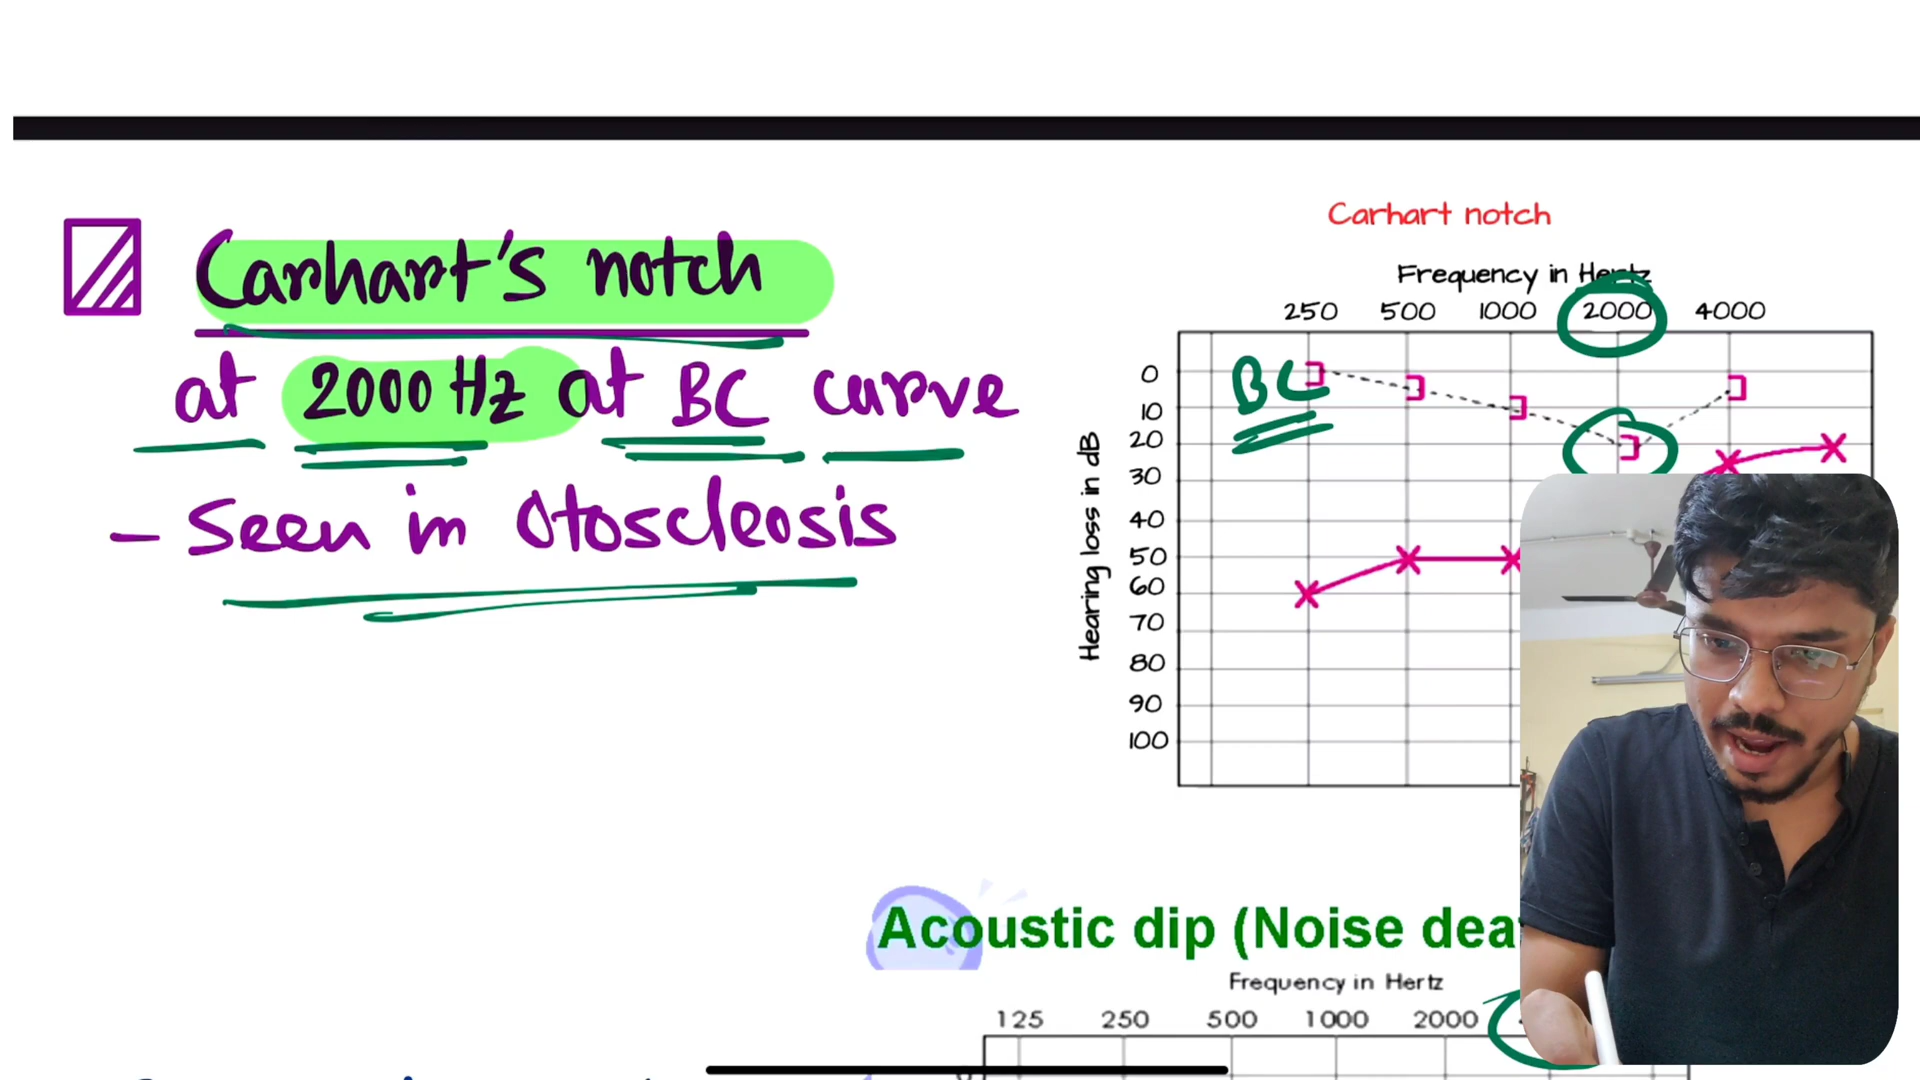 Carhart's notch
at 2000 Hz at BC curve
- Seen in Otoscleosis
Carhart notch
Frequency in Hertz
250 500 1000 2000 4000
BC
Hearing loss in dB
0
10
20
30
40
50
60
70
80
90
100
Acoustic dip (Noise dea
Frequency in Hertz
125 250 500 1000 2000